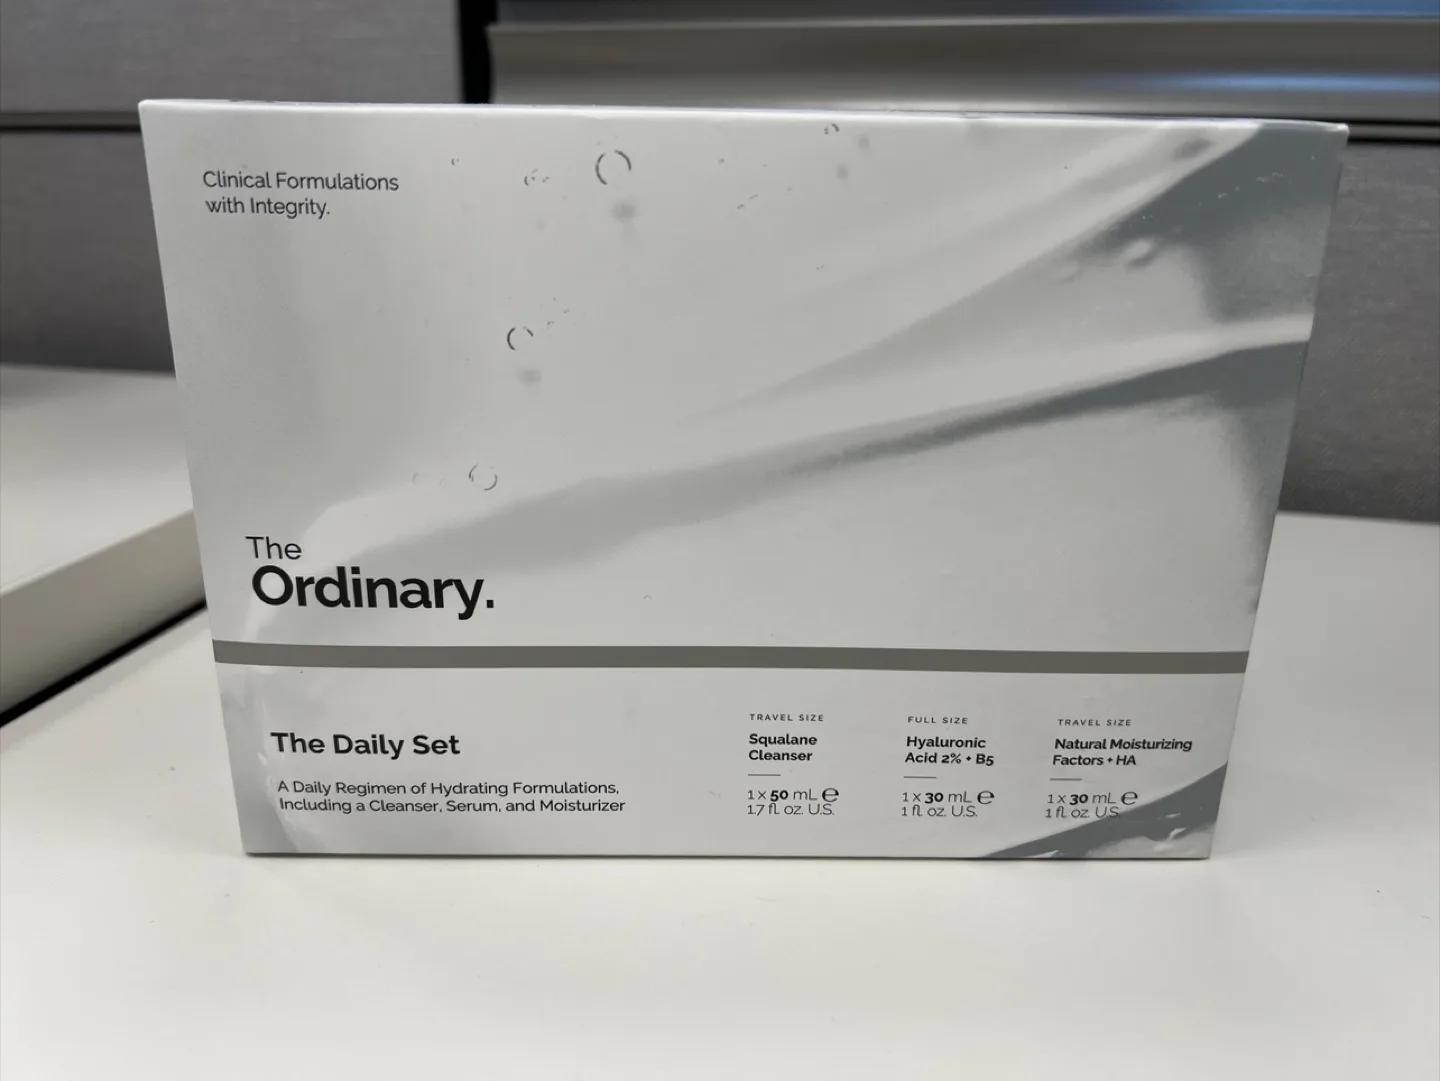 Clinical Formulations
with Integrity.
The
Ordinary.
The Daily Set
A Daily Regimen of Hydrating Formulations,
Including a Cleanser, Serum, and Moisturizer
TRAVEL SIZE
Squalane
Cleanser
1 x 50 mL ℮
1.7 fl. oz. U.S.
FULL SIZE
Hyaluronic
Acid 2% + B5
1 x 30 mL ℮
1 fl. oz. U.S.
TRAVEL SIZE
Natural Moisturizing
Factors + HA
1 x 30 mL ℮
1 fl. oz. U.S.